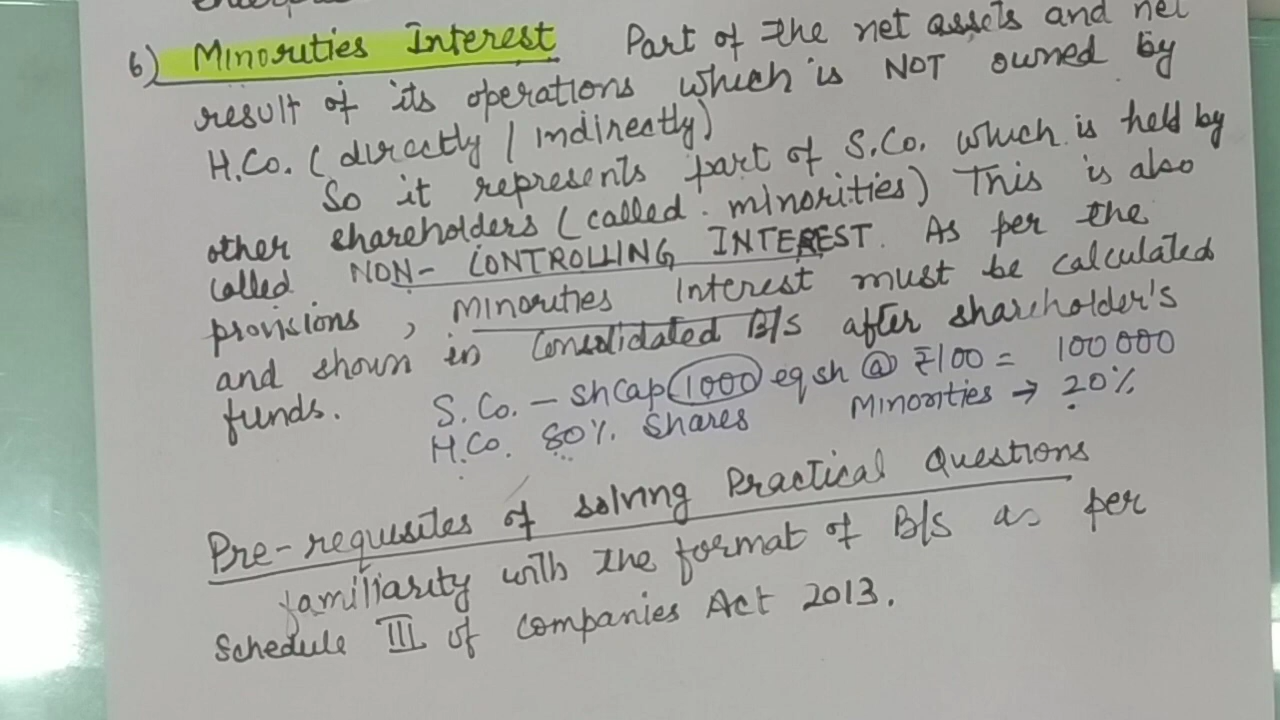 6) Minorities Interest Part of the net assets and net
result of its operations which is NOT owned by
H.Co. (directly / indirectly)
So it represents part of S.Co. which is held by
other shareholders (called minorities) This is also
called NON-CONTROLLING INTEREST. As per the
provisions, Minorities Interest must be calculated
and shown in Consolidated B/S after shareholder's
funds.
S. Co. - sh Cap 1000 eq sh @ ₹100 = 100000
H.Co. 80% Shares Minorities → 20%
Pre-requisites of solving Practical Questions
familiarity with the format of B/S as per
Schedule III of Companies Act 2013.